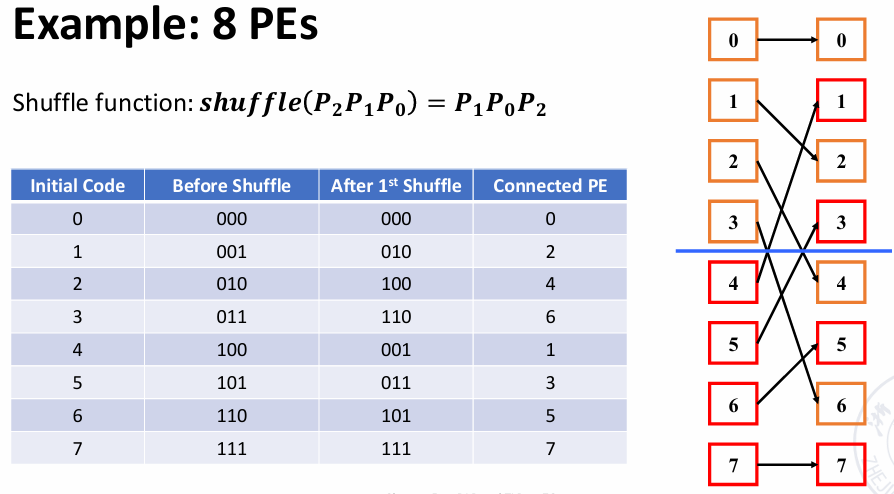 Example: 8 PEs
Shuffle function: shuffle(P₂P₁P₀) = P₁P₀P₂
Initial Code Before Shuffle After 1st Shuffle Connected PE
0 000 000 0
1 001 010 2
2 010 100 4
3 011 110 6
4 100 001 1
5 101 011 3
6 110 101 5
7 111 111 7
0 0
1 1
2 2
3 3
4 4
5 5
6 6
7 7